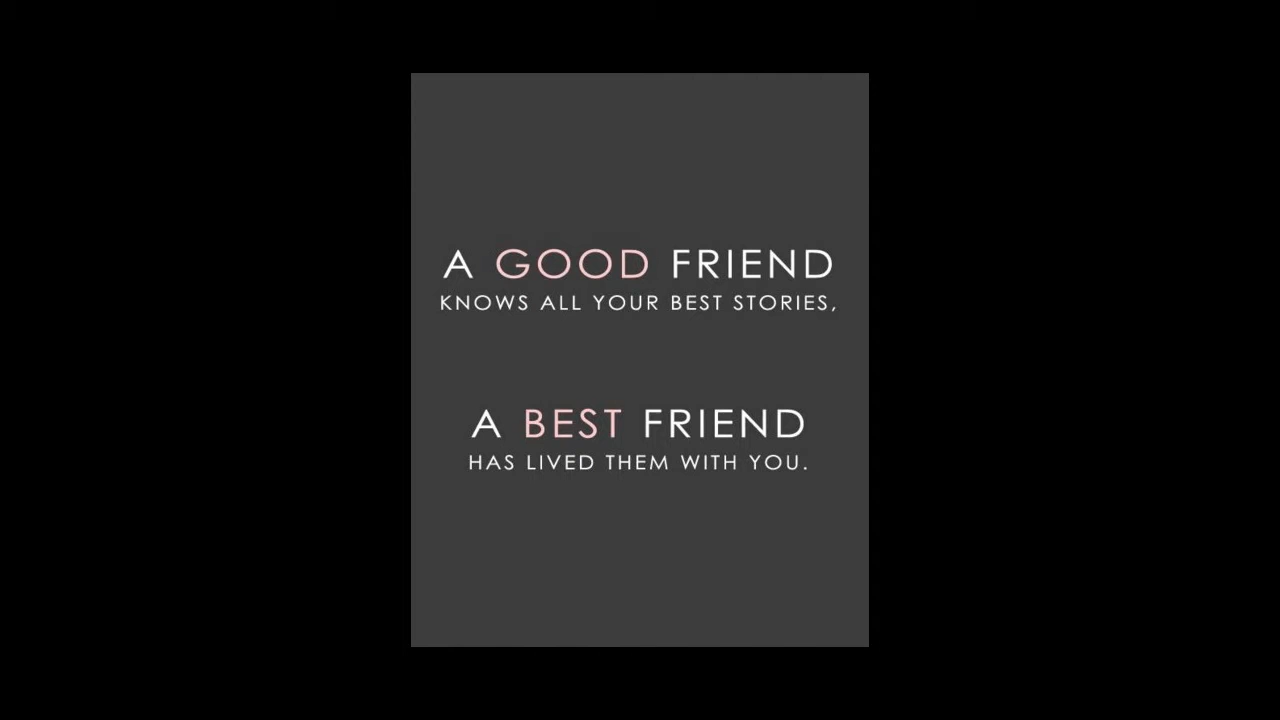 A GOOD FRIEND
KNOWS ALL YOUR BEST STORIES,
A BEST FRIEND
HAS LIVED THEM WITH YOU.